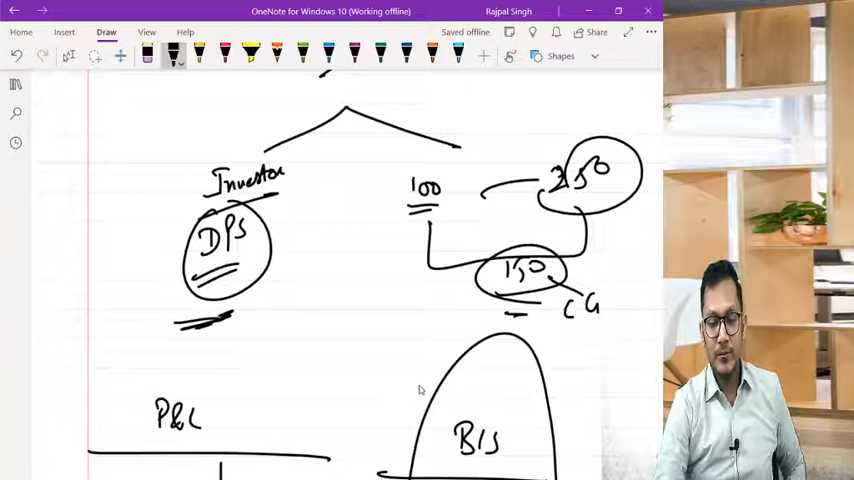 OneNote for Windows 10 (Working offline)
Rajpal Singh
Home Insert Draw View Help
Saved offline
Share
Shapes
Investor
DPS
100
250
150
CG
P&L
B/S